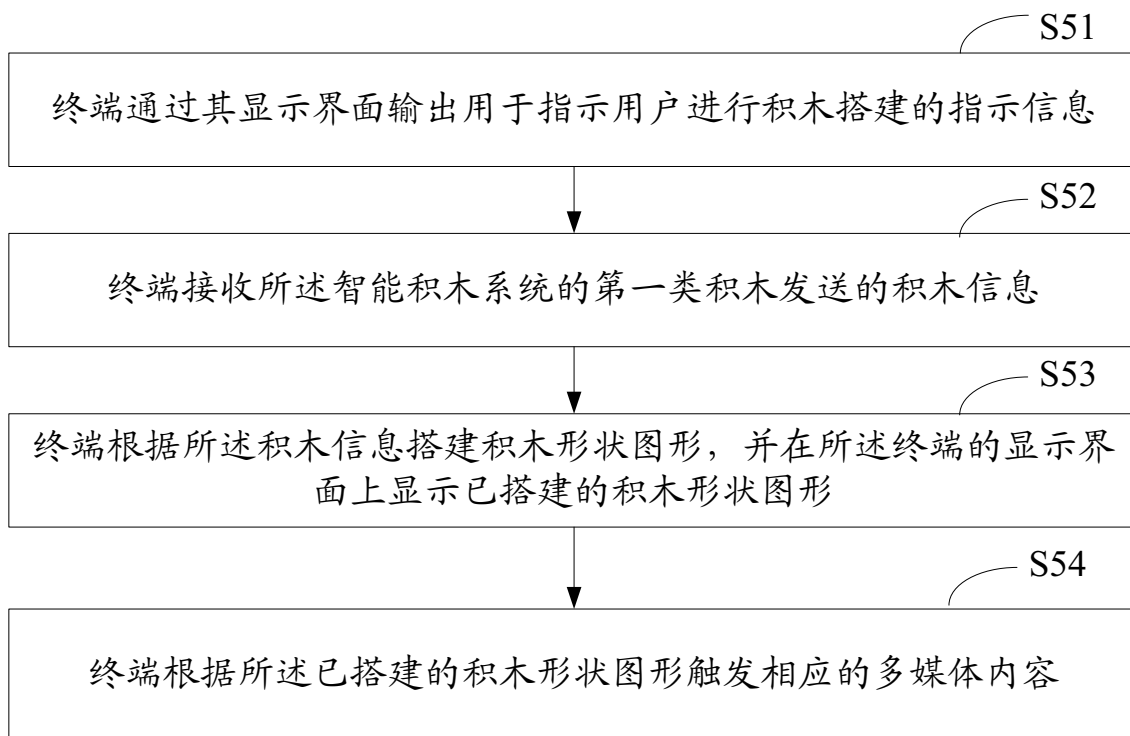 S51
终端通过其显示界面输出用于指示用户进行积木搭建的指示信息
S52
终端接收所述智能积木系统的第一类积木发送的积木信息
S53
终端根据所述积木信息搭建积木形状图形，并在所述终端的显示界
面上显示已搭建的积木形状图形
S54
终端根据所述已搭建的积木形状图形触发相应的多媒体内容